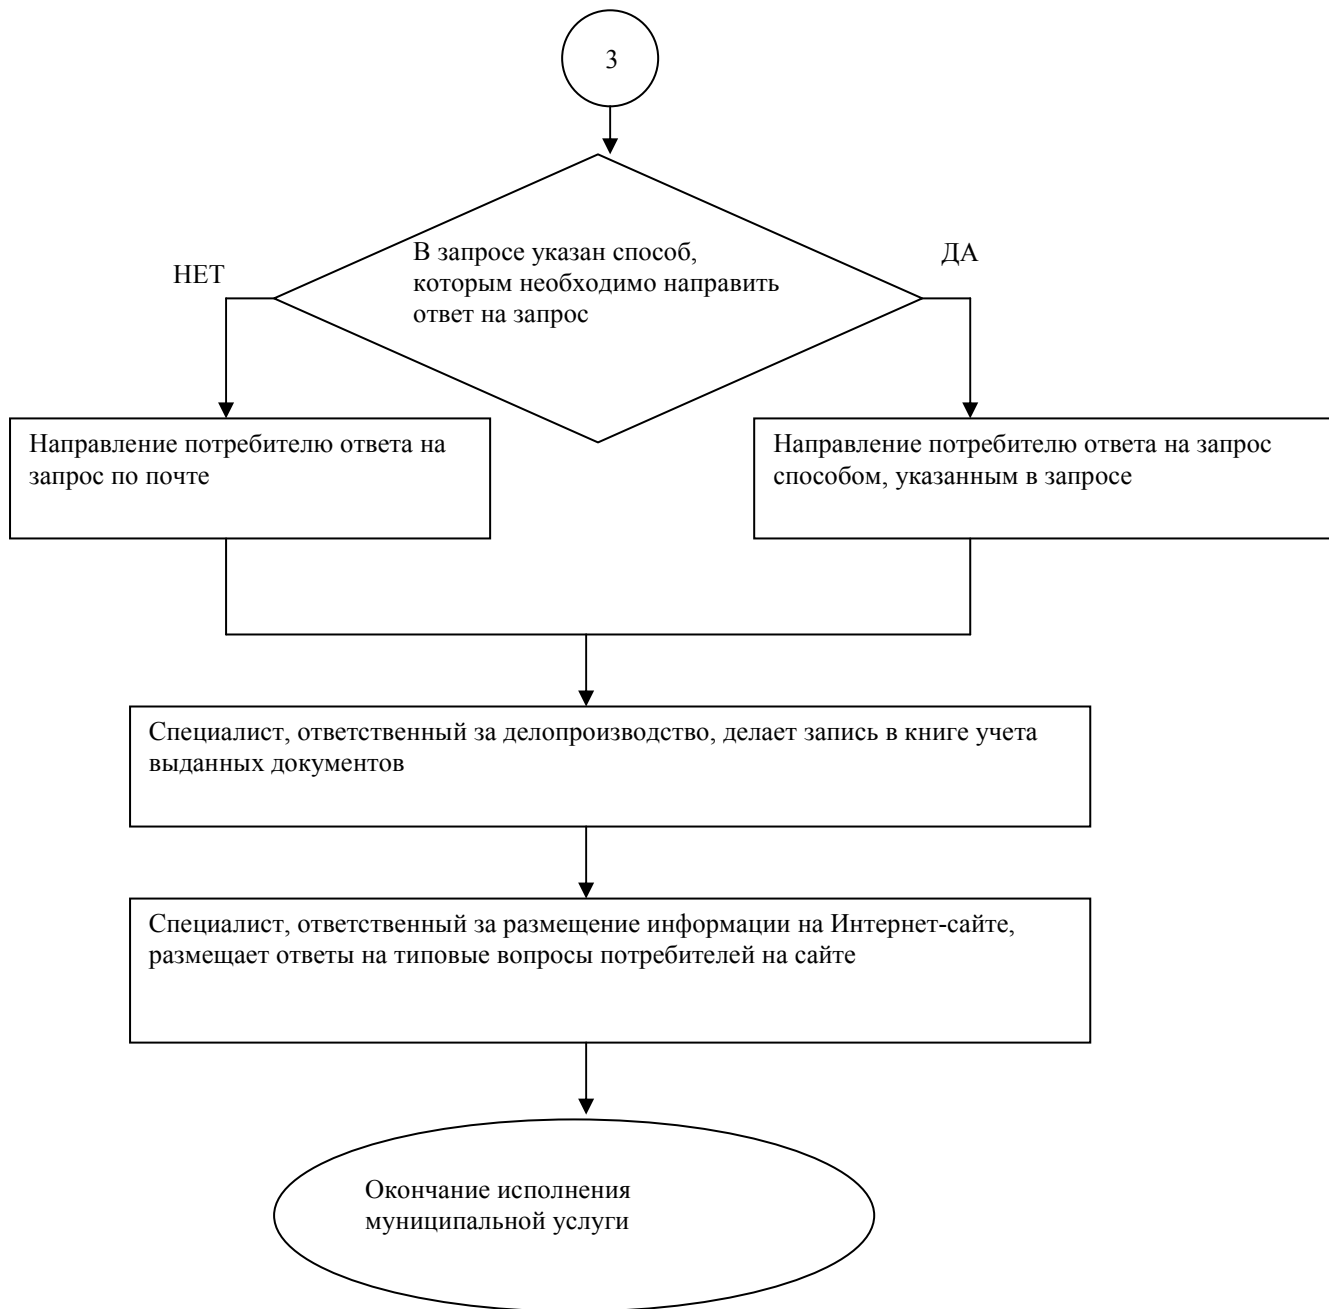 3
В запросе указан способ,
которым необходимо направить
ответ на запрос
НЕТ
ДА
Направление потребителю ответа на
запрос по почте
Направление потребителю ответа на запрос
способом, указанным в запросе
Специалист, ответственный за делопроизводство, делает запись в книге учета
выданных документов
Специалист, ответственный за размещение информации на Интернет-сайте,
размещает ответы на типовые вопросы потребителей на сайте
Окончание исполнения
муниципальной услуги